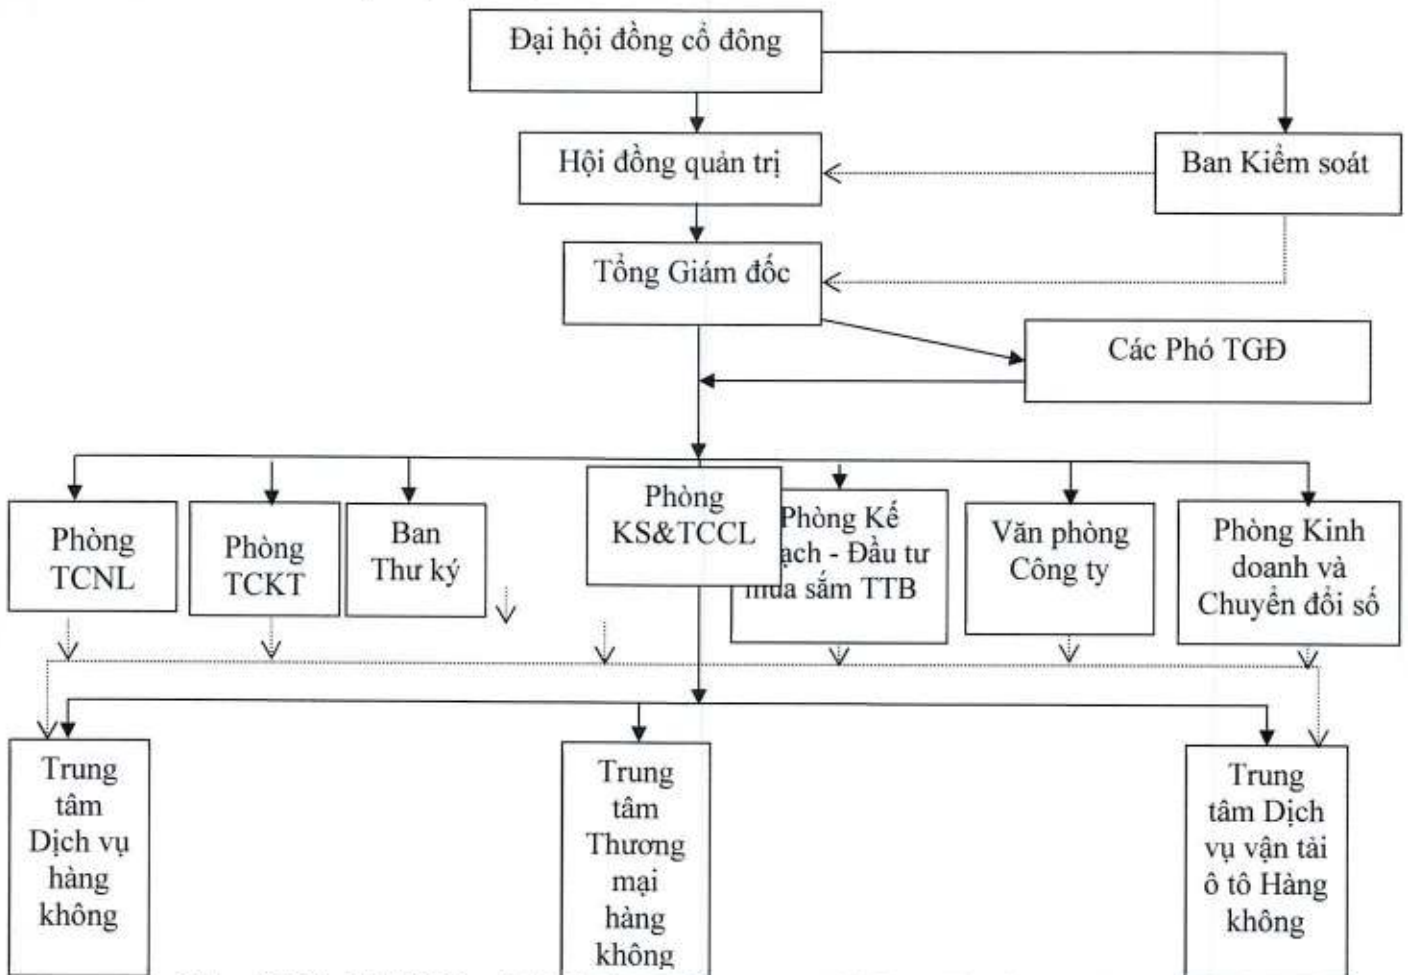 Đại hội đồng cổ đông
Hội đồng quản trị
Ban Kiểm soát
Tổng Giám đốc
Các Phó TGĐ
Phòng
TCNL
Phòng
TCKT
Ban
Thư ký
Phòng
KS&TCCL
Phòng Kế
ạch - Đầu tư
mua sắm TTB
Văn phòng
Công ty
Phòng Kinh
doanh và
Chuyển đổi số
Trung
tâm
Dịch vụ
hàng
không
Trung
tâm
Thương
mại
hàng
không
Trung
tâm Dịch
vụ vận tải
ô tô Hàng
không